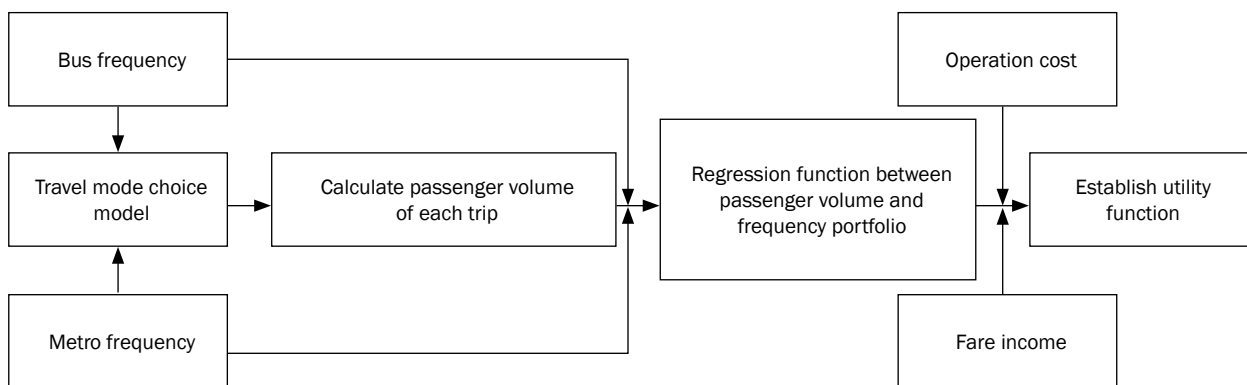 Bus frequency
Operation cost
Travel mode choice
model
Calculate passenger volume
of each trip
Regression function between
passenger volume and
frequency portfolio
Establish utility
function
Metro frequency
Fare income